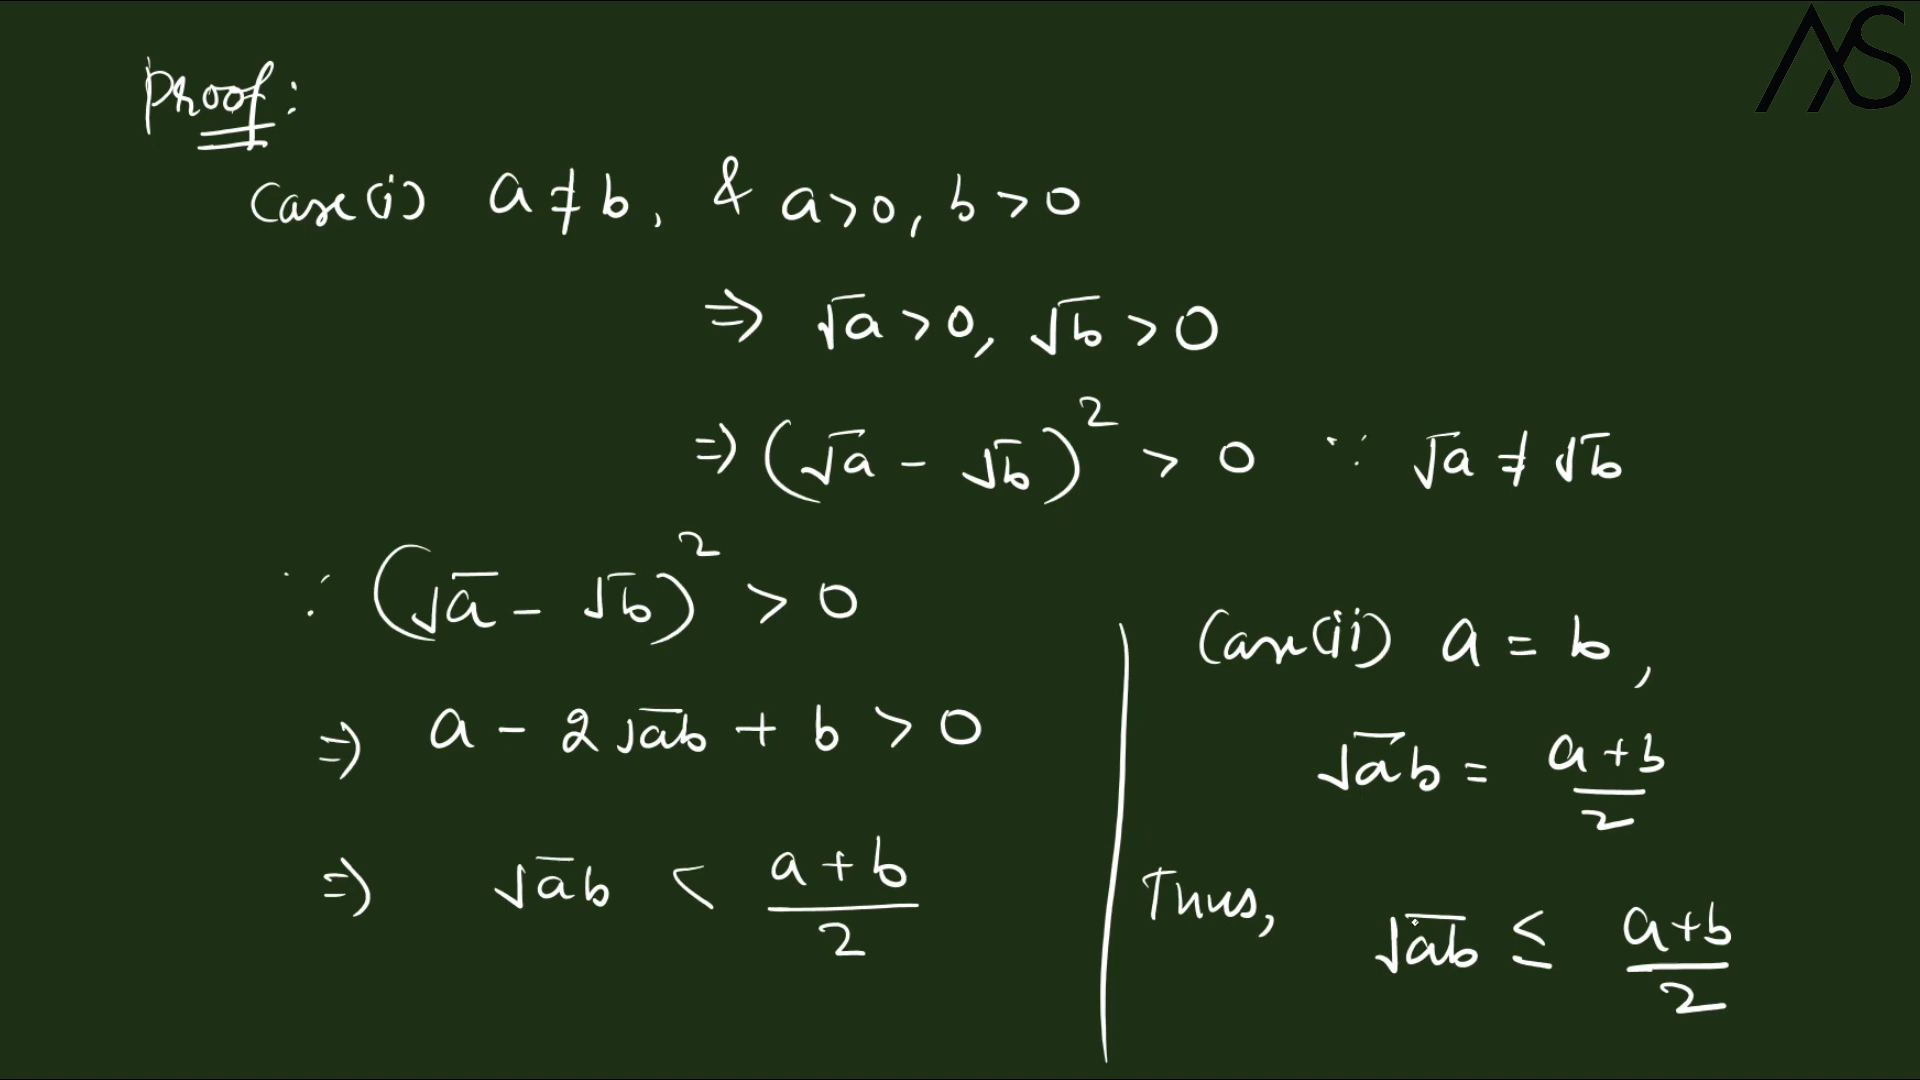 Proof:
Case(i) a ≠ b, & a>0, b>0
⇒ √a > 0, √b > 0
⇒ (√a - √b)² > 0 ∵ √a ≠ √b
∵ (√a - √b)² > 0
⇒ a - 2√ab + b > 0
⇒ √ab < (a+b)/2
Case(ii) a = b,
√ab = (a+b)/2
Thus, √ab ≤ (a+b)/2
AS